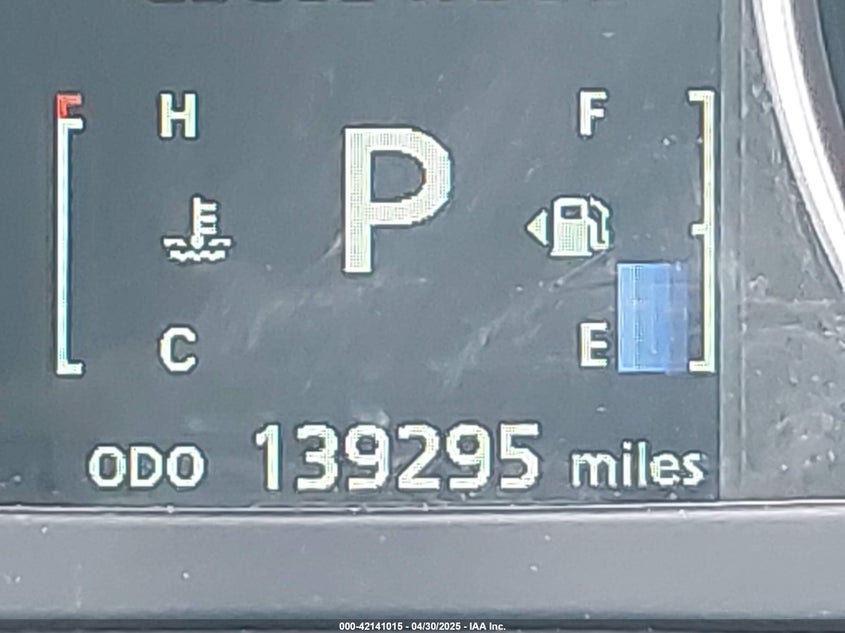 H F
P
C E
ODO 139295 miles
000-42141015 - 04/30/2025 - IAA Inc.